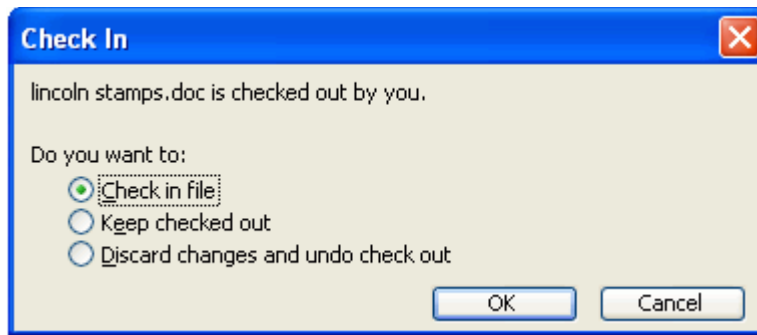 Check In
lincoln stamps.doc is checked out by you.
Do you want to:
Check in file
Keep checked out
Discard changes and undo check out
OK Cancel